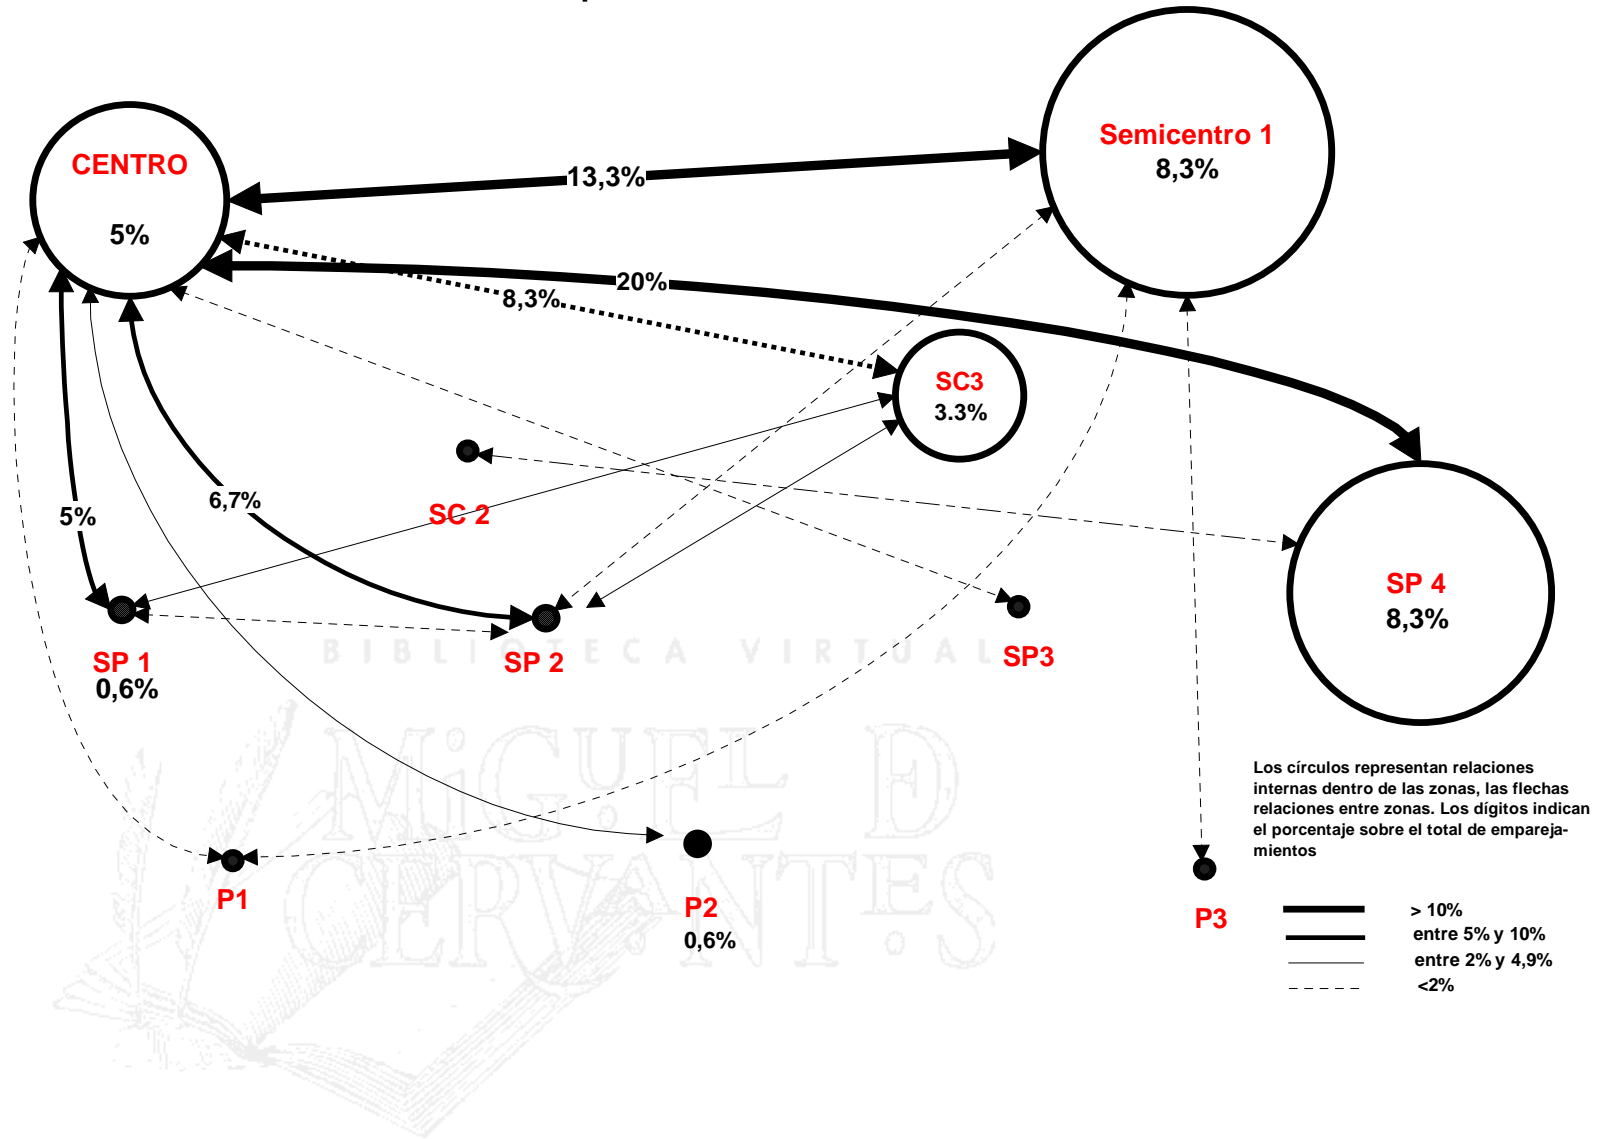 CENTRO
5%
Semicentro 1
8,3%
13,3%
20%
8,3%
SC3
3.3%
SC 2
6,7%
5%
SP 4
8,3%
SP 1
0,6%
SP 2
SP3
BIBLIOTECA VIRTUAL
MiGUEL D
CERVANTES
P1
P2
0,6%
P3
Los círculos representan relaciones
internas dentro de las zonas, las flechas
relaciones entre zonas. Los dígitos indican
el porcentaje sobre el total de empareja-
mientos
> 10%
entre 5% y 10%
entre 2% y 4,9%
<2%